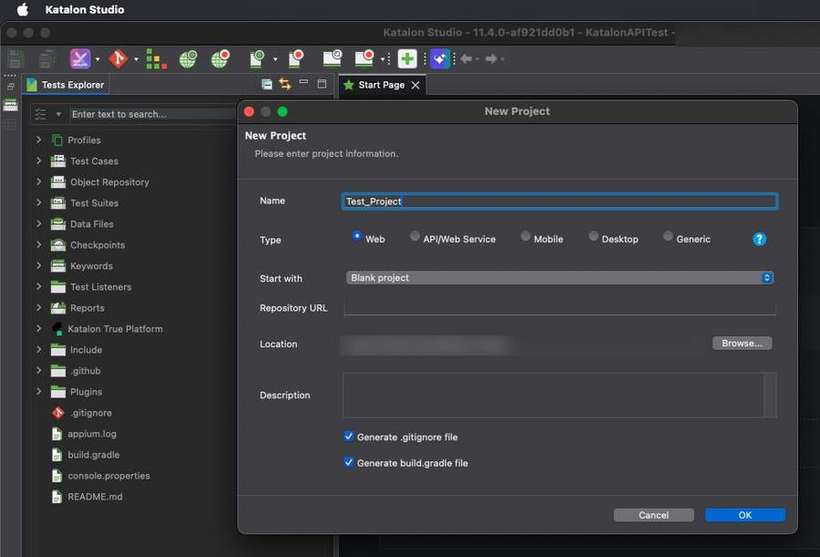 Katalon Studio
Katalon Studio - 11.4.0-af921dd0b1 - KatalonAPITest -
Tests Explorer
Start Page
Enter text to search...
Profiles
Test Cases
Object Repository
Test Suites
Data Files
Checkpoints
Keywords
Test Listeners
Reports
Katalon True Platform
Include
.github
Plugins
.gitignore
appium.log
build.gradle
console.properties
README.md
New Project
New Project
Please enter project information.
Name
Test_Project
Type
Web
API/Web Service
Mobile
Desktop
Generic
?
Start with
Blank project
Repository URL
Location
Browse...
Description
Generate .gitignore file
Generate build.gradle file
Cancel
OK